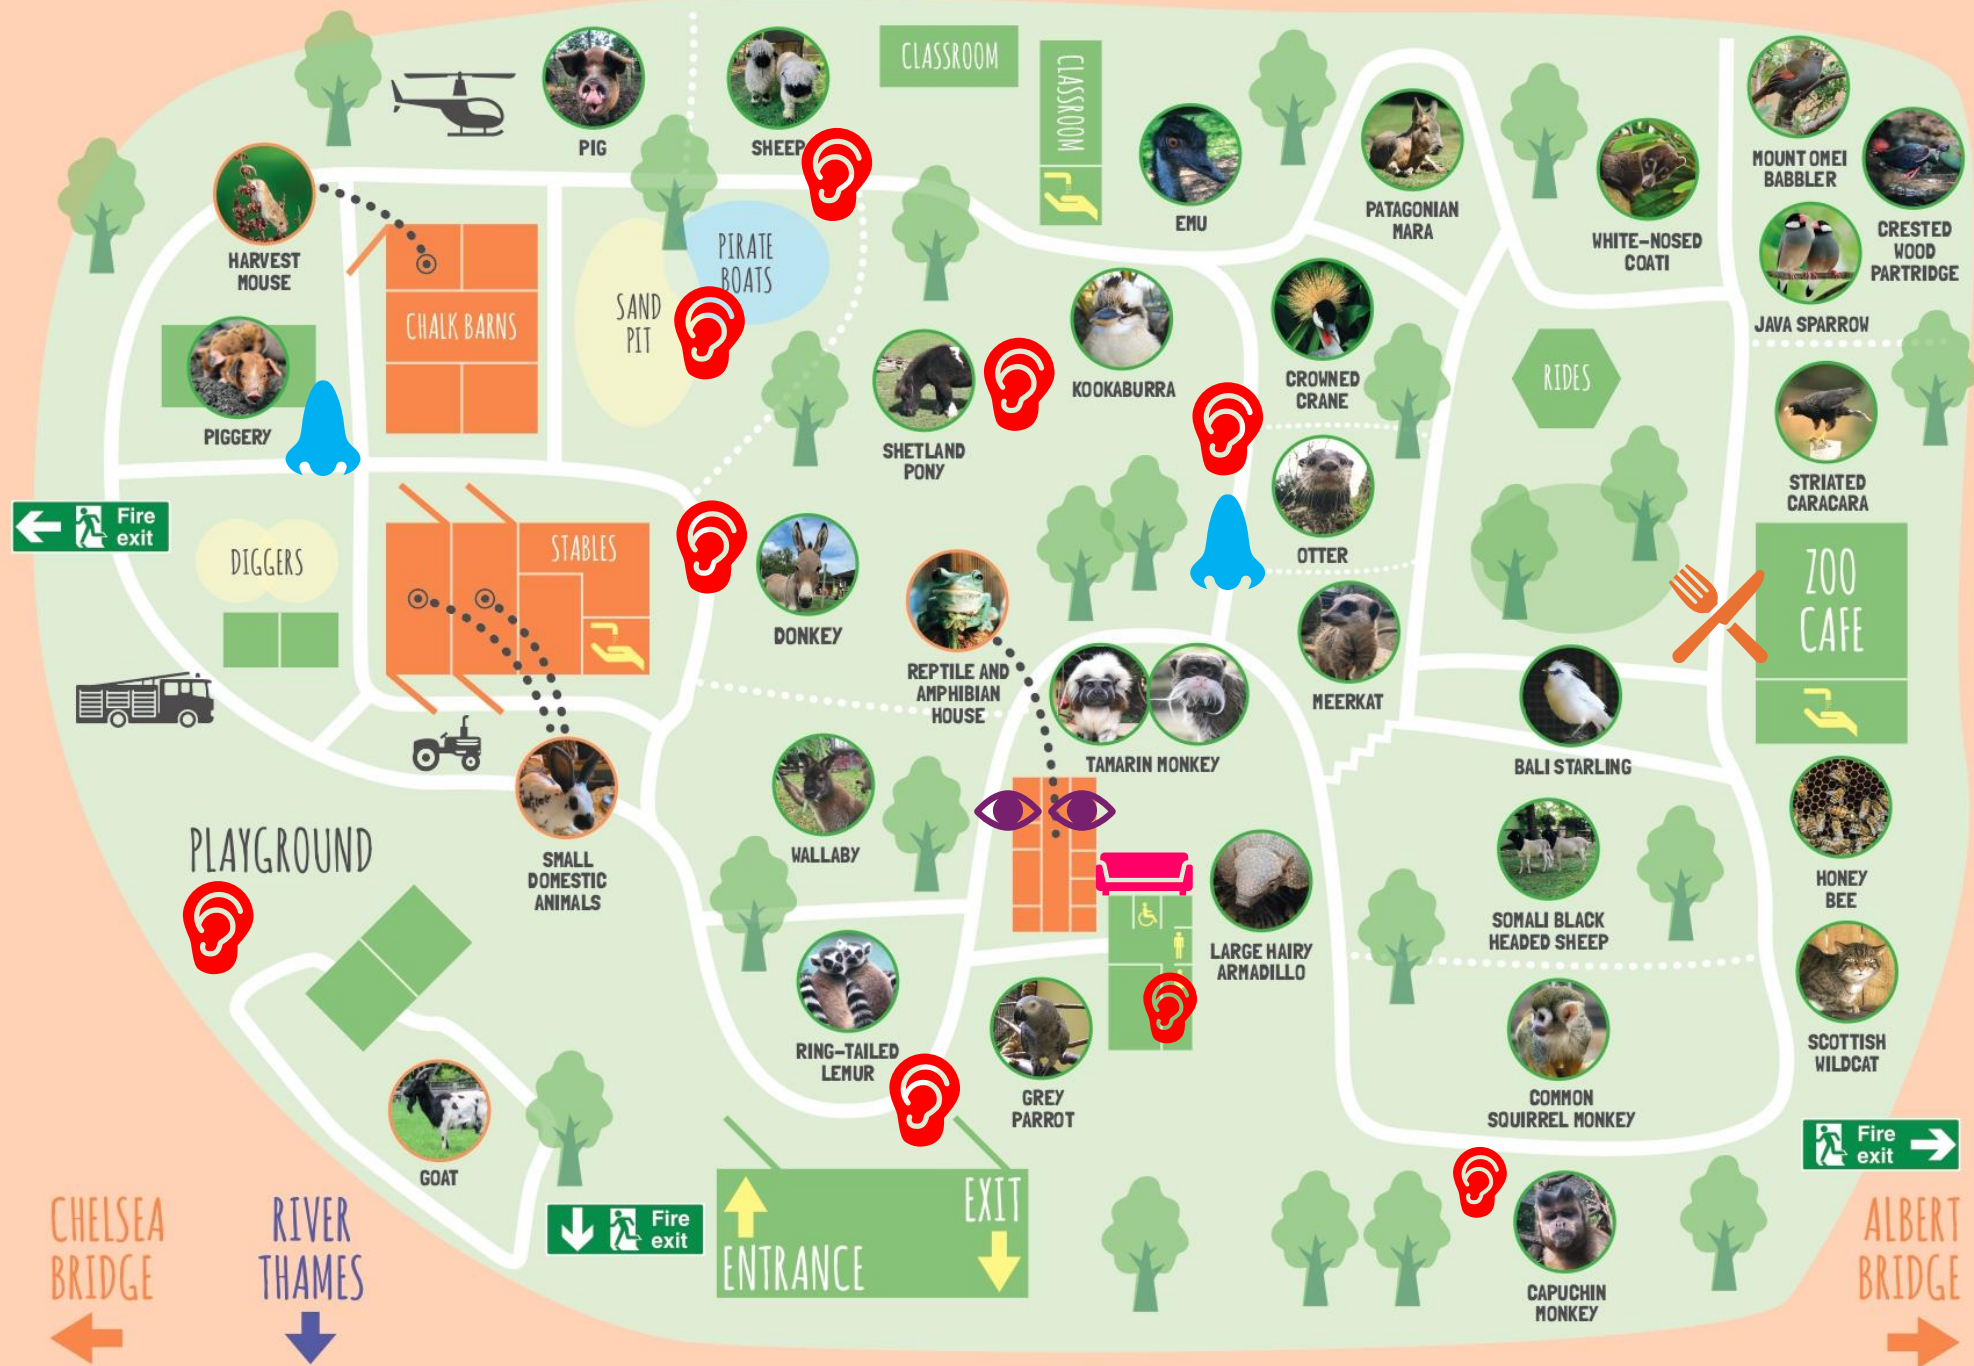 PIG
SHEEP
CLASSROOM
CLASSROOM
EMU
PATAGONIAN
MARA
WHITE-NOSED
COATI
MOUNT OMEI
BABBLER
CRESTED
WOOD
PARTRIDGE
JAVA SPARROW
HARVEST
MOUSE
CHALK BARNS
SAND
PIT
PIRATE
BOATS
PIGGERY
SHETLAND
PONY
KOOKABURRA
CROWNED
CRANE
RIDES
STRIATED
CARACARA
Fire
exit
DIGGERS
STABLES
DONKEY
REPTILE AND
AMPHIBIAN
HOUSE
OTTER
MEERKAT
ZOO
CAFE
TAMARIN MONKEY
BALI STARLING
PLAYGROUND
SMALL
DOMESTIC
ANIMALS
WALLABY
LARGE HAIRY
ARMADILLO
SOMALI BLACK
HEADED SHEEP
HONEY
BEE
RING-TAILED
LEMUR
GREY
PARROT
COMMON
SQUIRREL MONKEY
SCOTTISH
WILDCAT
GOAT
Fire
exit
CHELSEA
BRIDGE
RIVER
THAMES
Fire
exit
ENTRANCE
EXIT
CAPUCHIN
MONKEY
ALBERT
BRIDGE